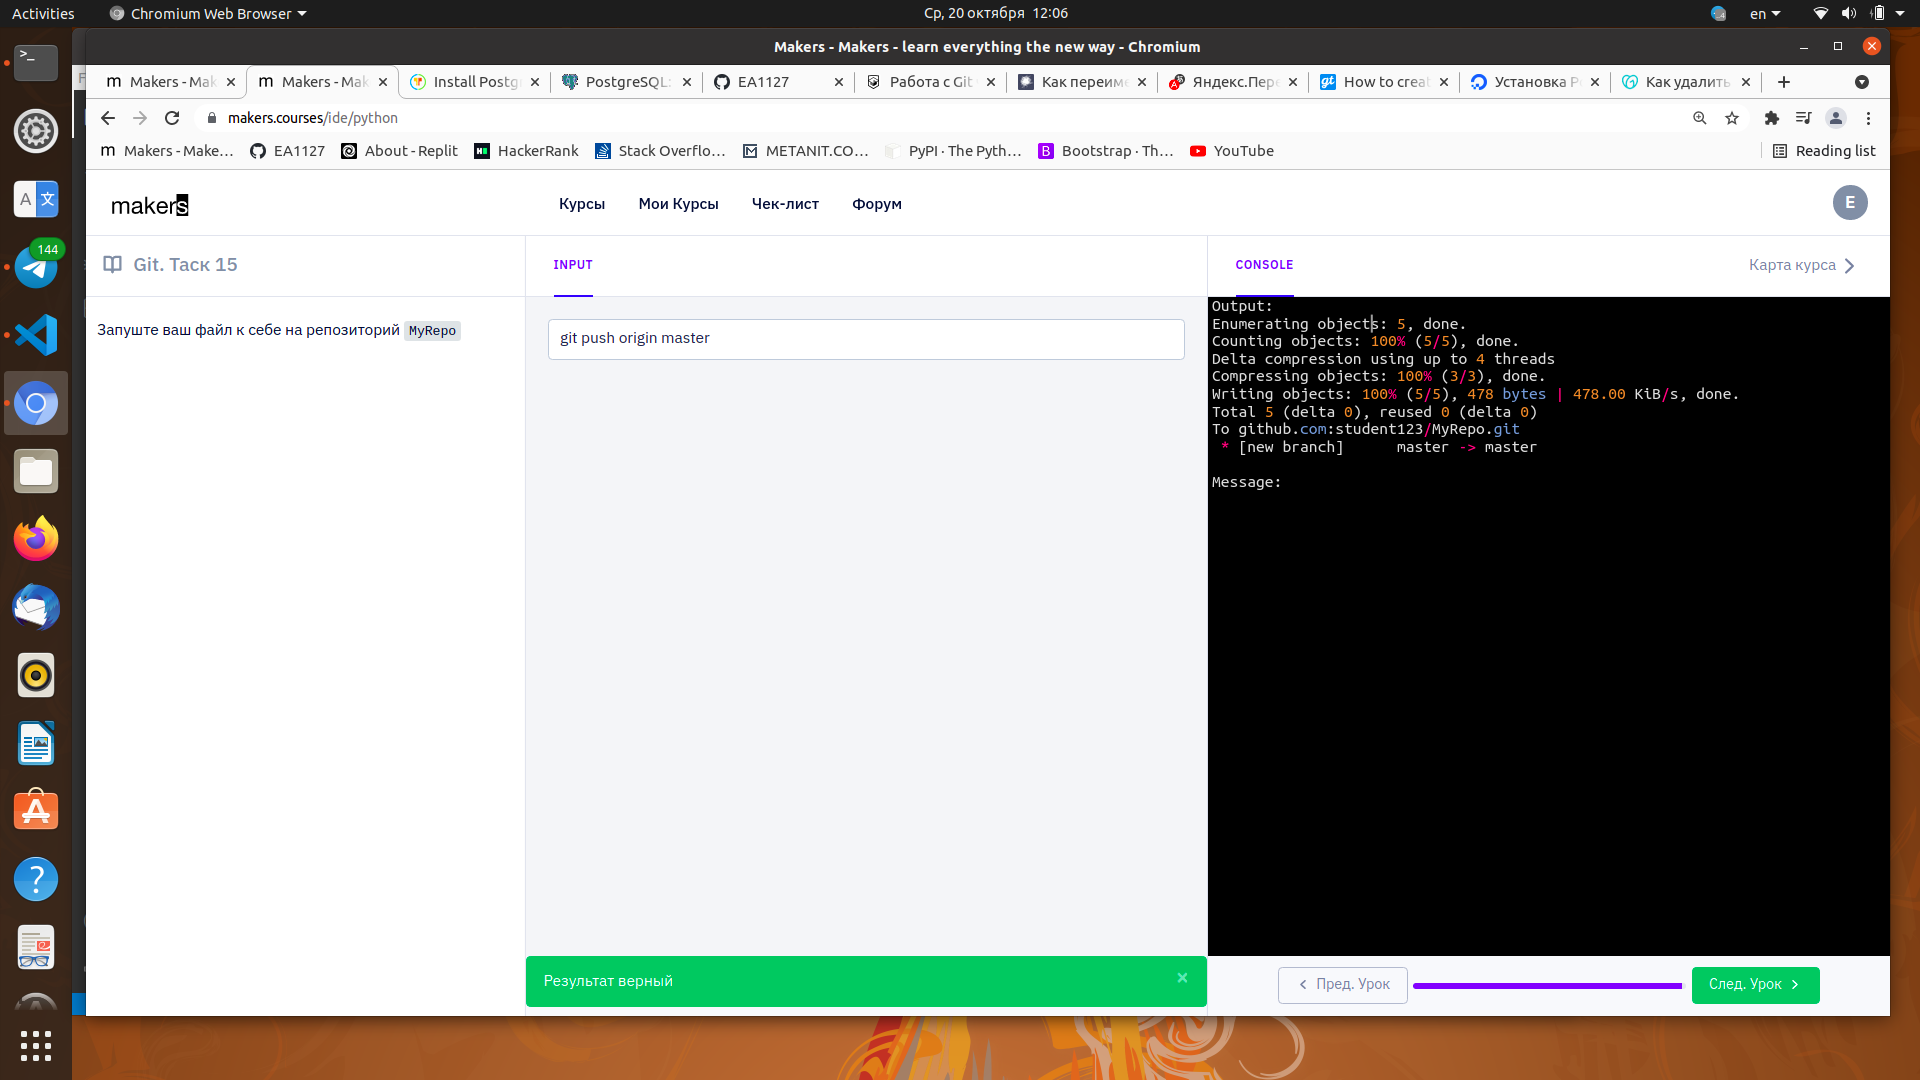 Activities
Chromium Web Browser
Ср, 20 октября 12:06
en
Makers - Makers - learn everything the new way - Chromium
Makers - Mak
Makers - Mak
Install Postg
PostgreSQL:
EA1127
Работа с Git
Как переиме
Яндекс.Пере
How to creat
Установка Po
Как удалить
makers.courses/ide/python
Makers - Make...
EA1127
About - Replit
HackerRank
Stack Overflo...
METANIT.CO...
PyPI · The Pyth...
Bootstrap · Th...
YouTube
Reading list
makers
Курсы
Мои Курсы
Чек-лист
Форум
E
144
Git. Таск 15
INPUT
CONSOLE
Карта курса
Запуште ваш файл к себе на репозиторий MyRepo
git push origin master
Output:
Enumerating objects: 5, done.
Counting objects: 100% (5/5), done.
Delta compression using up to 4 threads
Compressing objects: 100% (3/3), done.
Writing objects: 100% (5/5), 478 bytes | 478.00 KiB/s, done.
Total 5 (delta 0), reused 0 (delta 0)
To github.com:student123/MyRepo.git
* [new branch]      master -> master
Message:
Результат верный
Пред. Урок
След. Урок